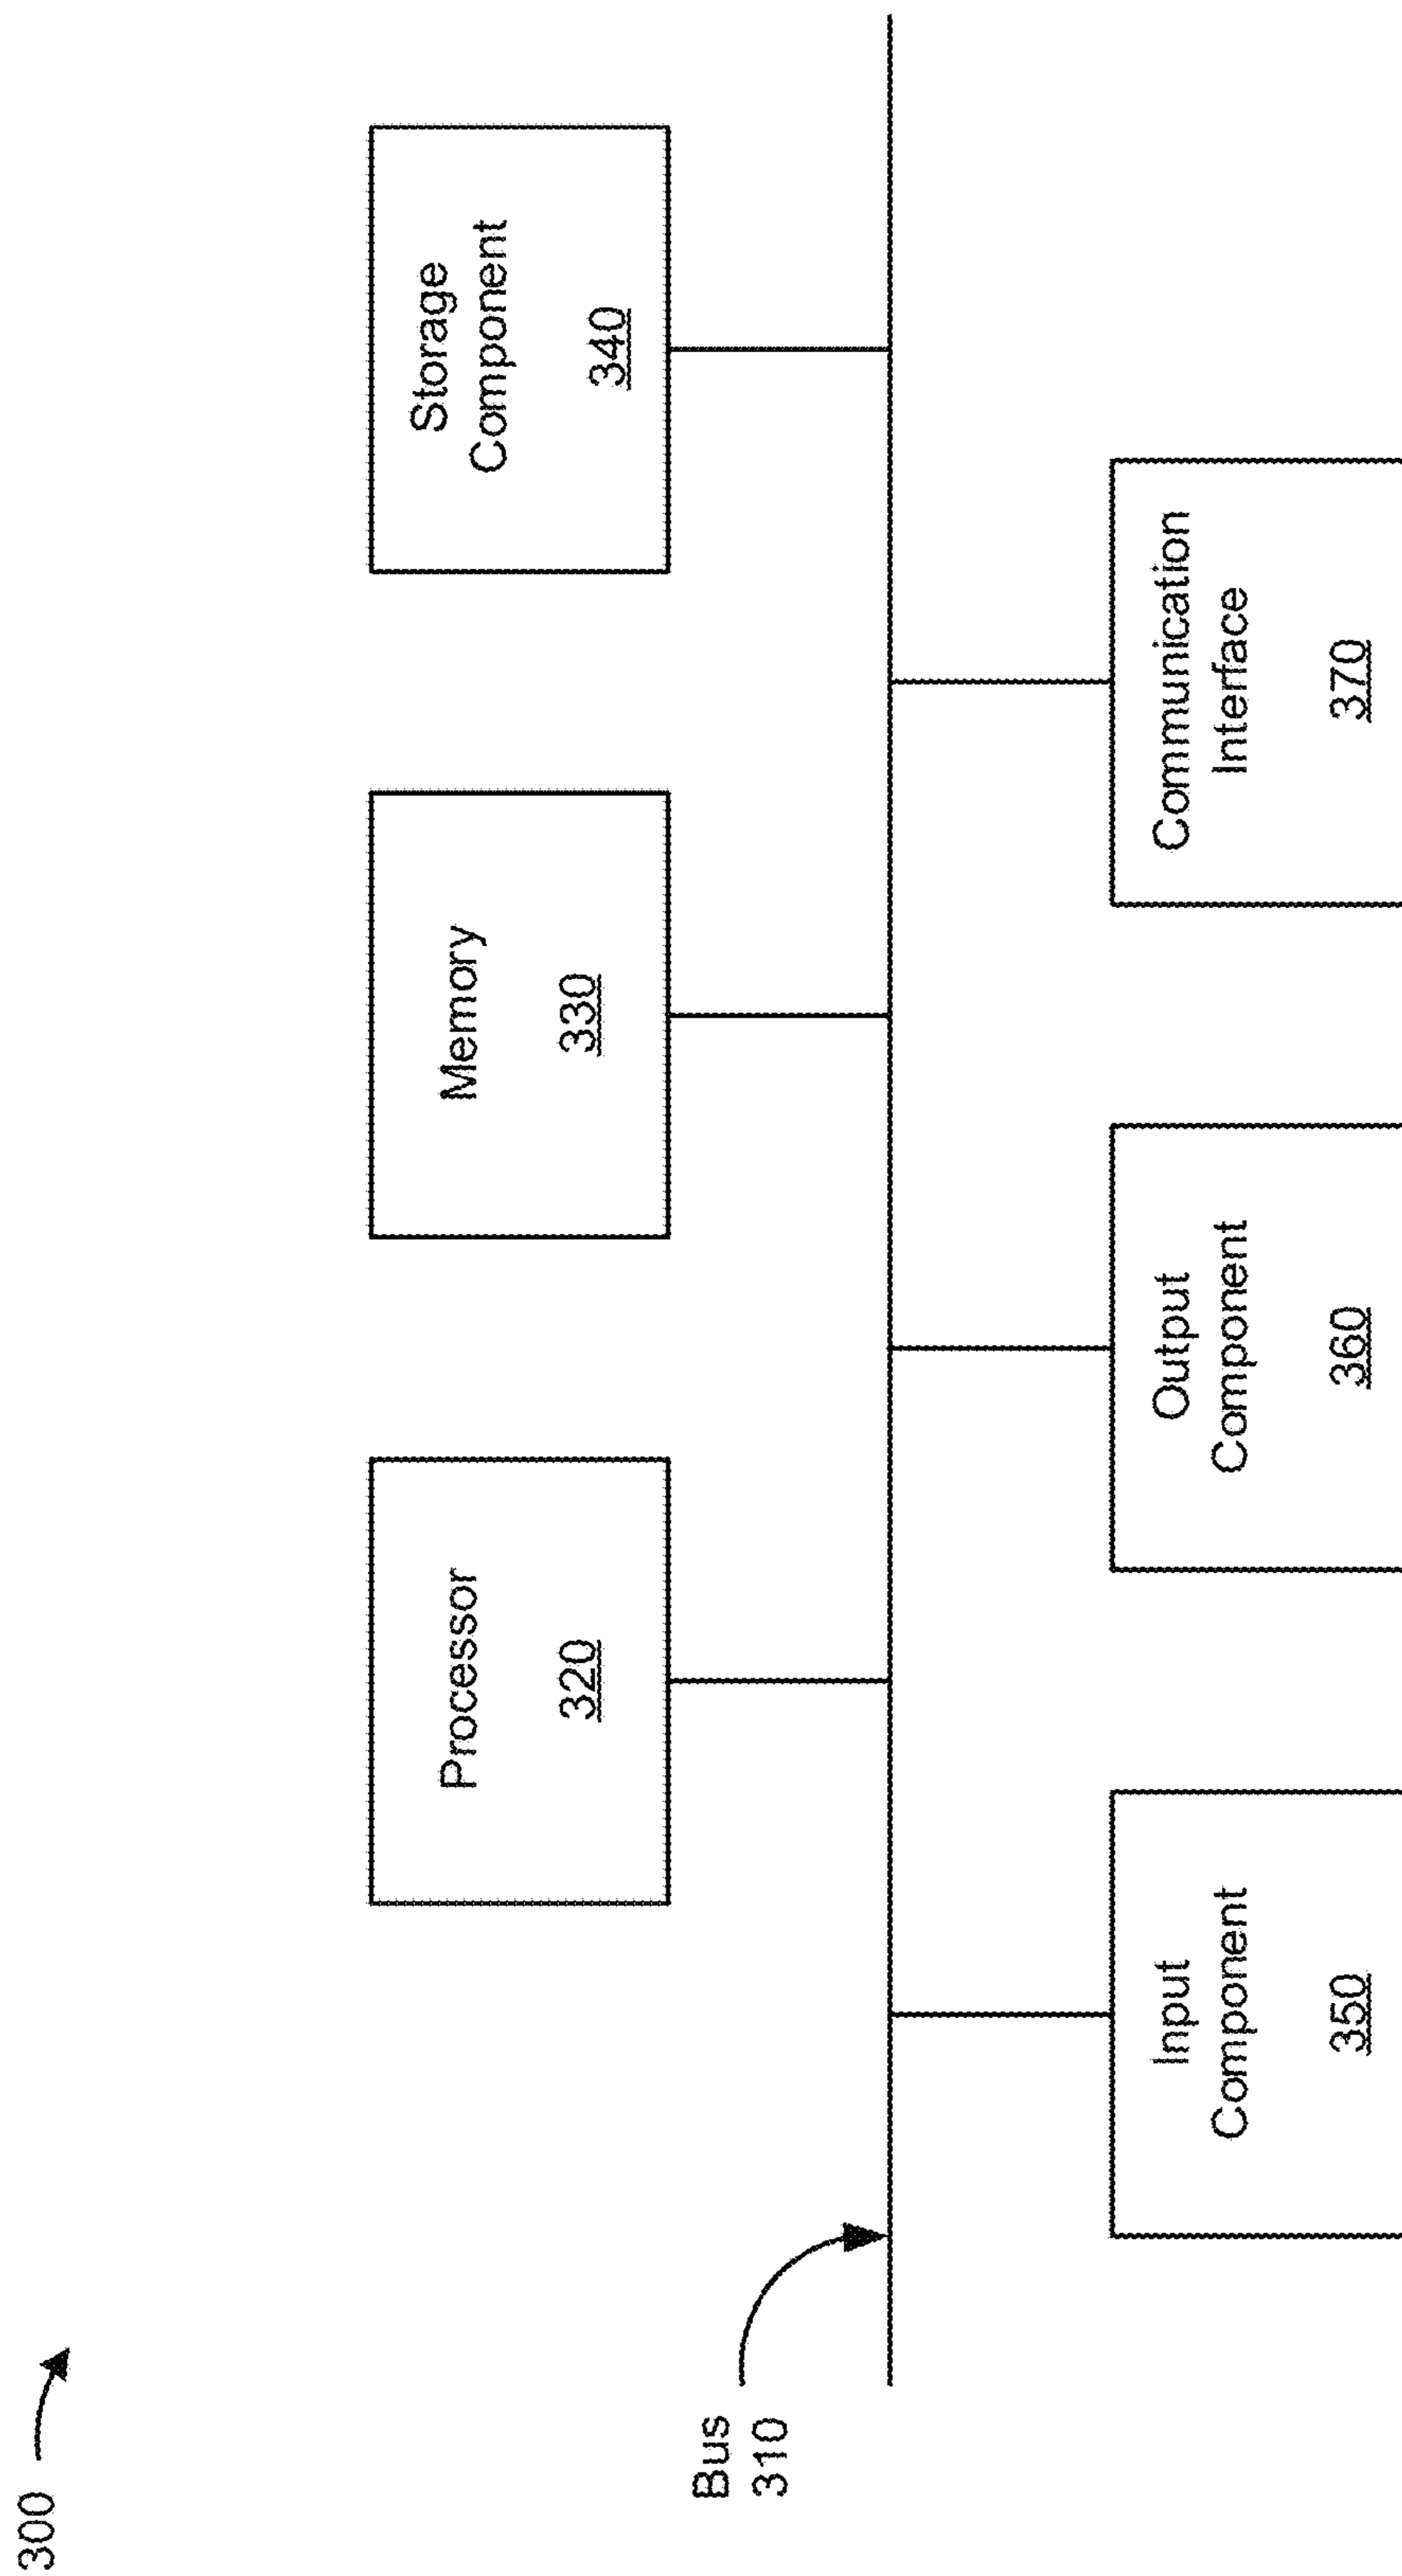 300
Processor
320
Memory
330
Storage
Component
340
Bus
310
Input
Component
350
Output
Component
360
Communication
Interface
370